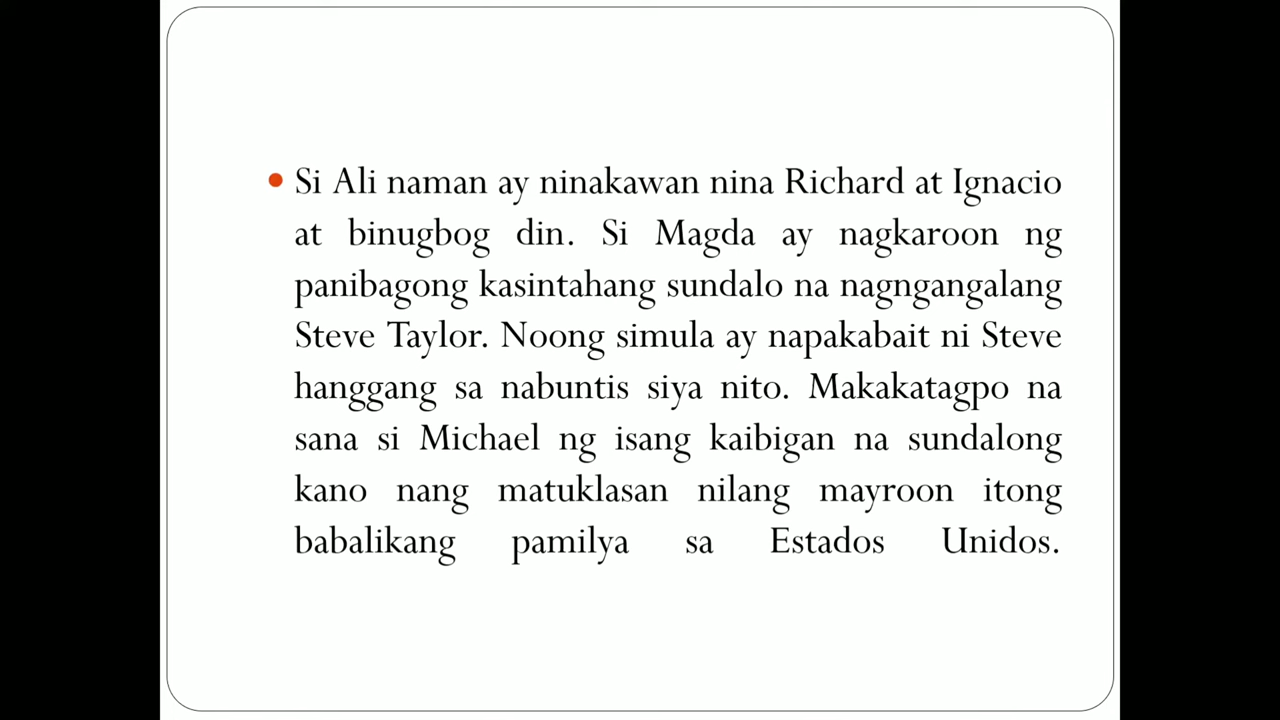 • Si Ali naman ay ninakawan nina Richard at Ignacio
at binugbog din. Si Magda ay nagkaroon ng
panibagong kasintahang sundalo na nagngangalang
Steve Taylor. Noong simula ay napakabait ni Steve
hanggang sa nabuntis siya nito. Makakatagpo na
sana si Michael ng isang kaibigan na sundalong
kano nang matuklasan nilang mayroon itong
babalikang pamilya sa Estados Unidos.